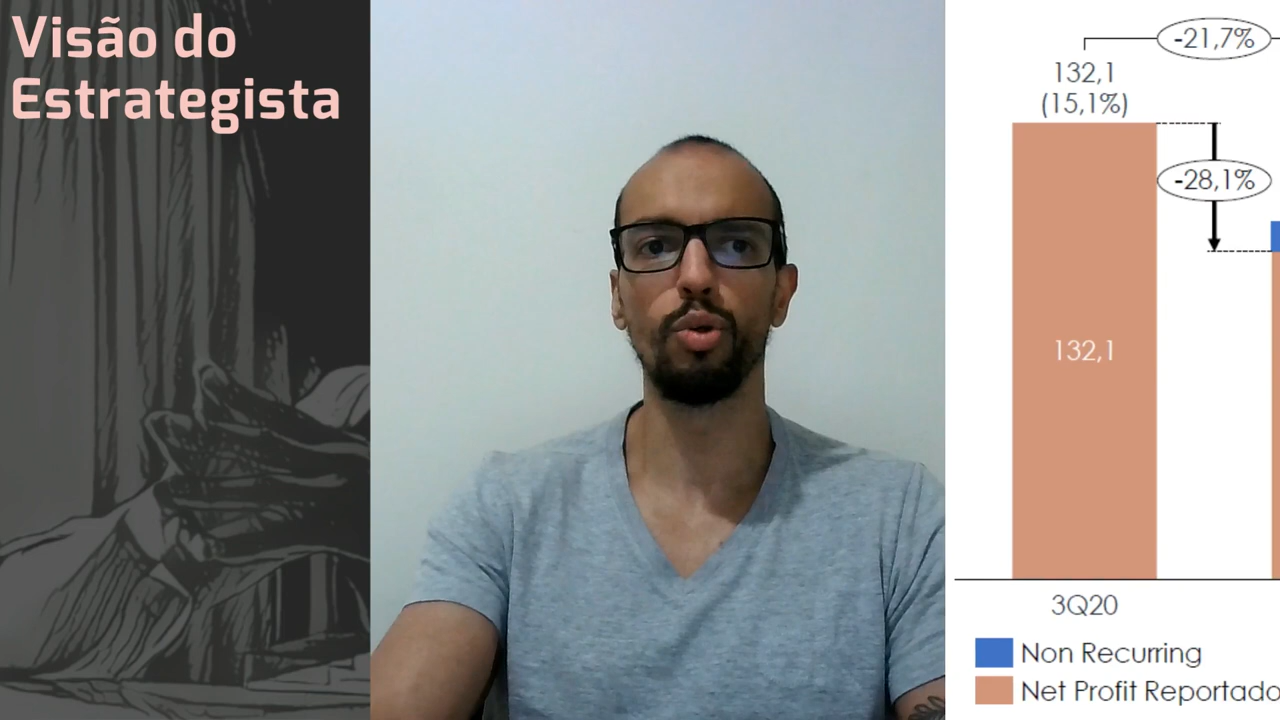 Visão do
Estrategista
-21,7%
132,1
(15,1%)
-28,1%
132,1
3Q20
Non Recurring
Net Profit Reportado